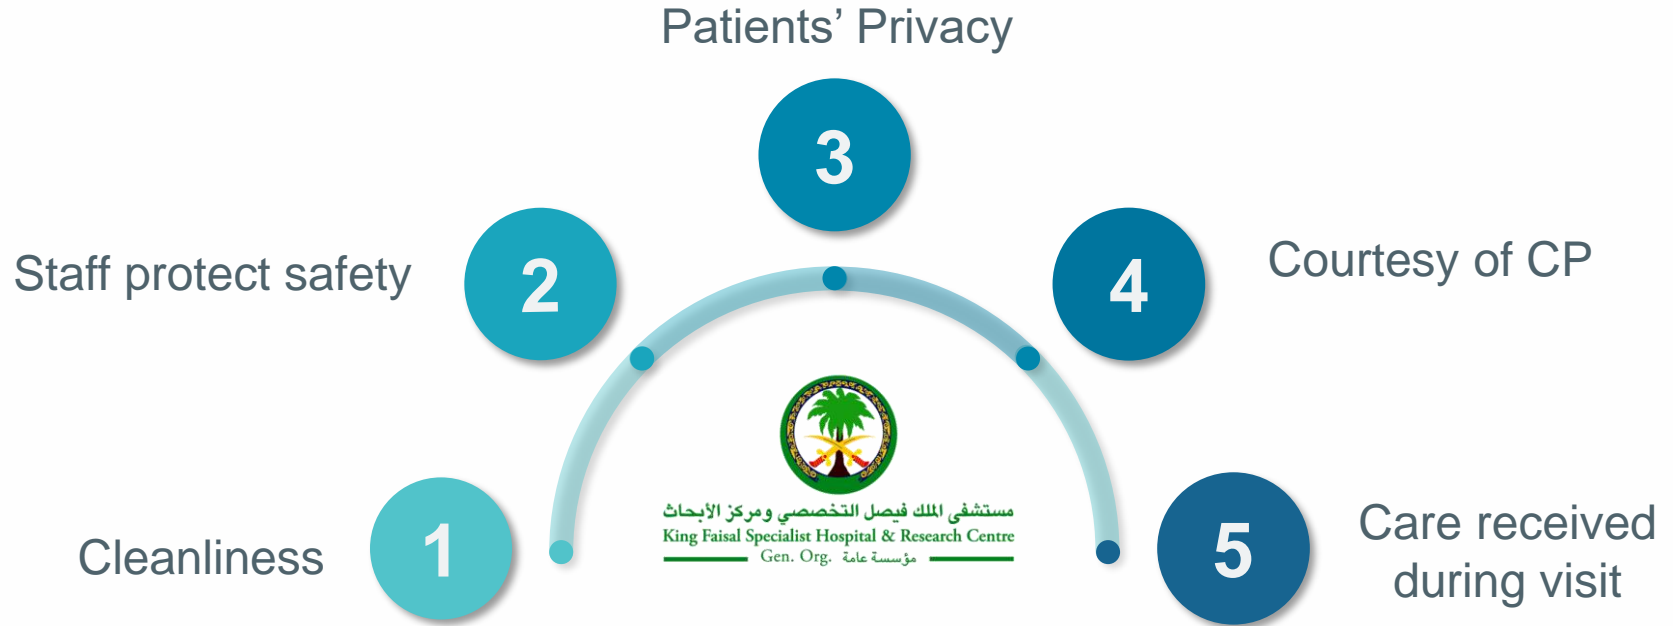 Patients’ Privacy
3
Staff protect safety
2
4
Courtesy of CP
Cleanliness
1
مستشفى الملك فيصل التخصصي ومركز الأبحاث
King Faisal Specialist Hospital & Research Centre
Gen. Org. مؤسسة عامة
5
Care received
during visit